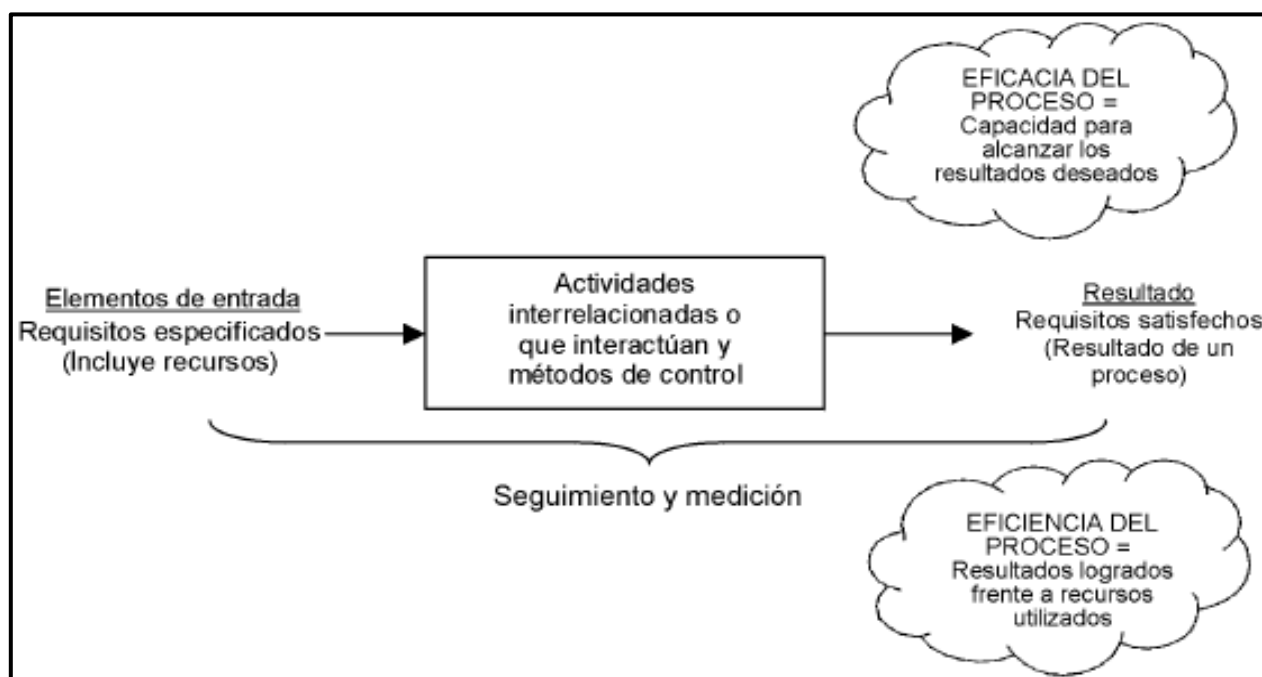 EFICACIA DEL
PROCESO =
Capacidad para
alcanzar los
resultados deseados
Elementos de entrada
Requisitos especificados
(Incluye recursos)
Actividades
interrelacionadas o
que interactúan y
métodos de control
Resultado
Requisitos satisfechos
(Resultado de un
proceso)
Seguimiento y medición
EFICIENCIA DEL
PROCESO =
Resultados logrados
frente a recursos
utilizados